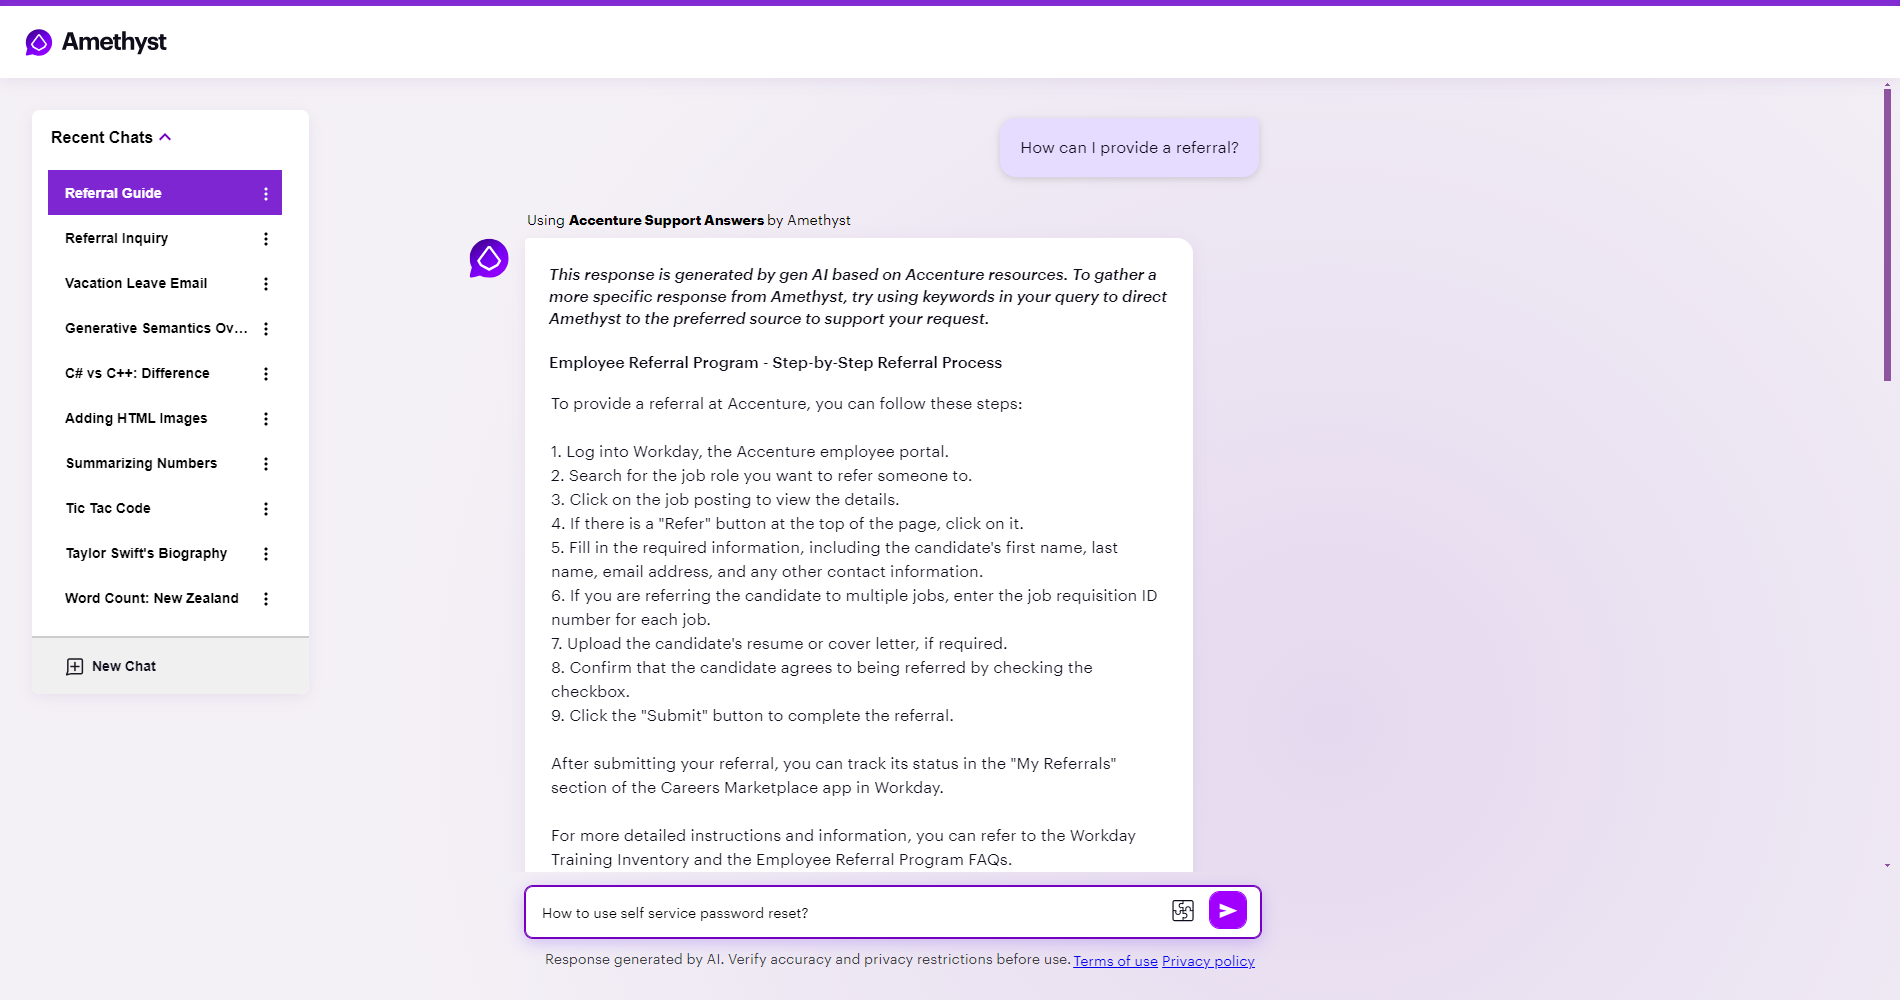 Amethyst
Recent Chats
Referral Guide
Referral Inquiry
Vacation Leave Email
Generative Semantics Ov...
C# vs C++: Difference
Adding HTML Images
Summarizing Numbers
Tic Tac Code
Taylor Swift's Biography
Word Count: New Zealand
New Chat
How can I provide a referral?
Using Accenture Support Answers by Amethyst
This response is generated by gen AI based on Accenture resources. To gather a
more specific response from Amethyst, try using keywords in your query to direct
Amethyst to the preferred source to support your request.
Employee Referral Program - Step-by-Step Referral Process
To provide a referral at Accenture, you can follow these steps:
1. Log into Workday, the Accenture employee portal.
2. Search for the job role you want to refer someone to.
3. Click on the job posting to view the details.
4. If there is a "Refer" button at the top of the page, click on it.
5. Fill in the required information, including the candidate's first name, last
name, email address, and any other contact information.
6. If you are referring the candidate to multiple jobs, enter the job requisition ID
number for each job.
7. Upload the candidate's resume or cover letter, if required.
8. Confirm that the candidate agrees to being referred by checking the
checkbox.
9. Click the "Submit" button to complete the referral.
After submitting your referral, you can track its status in the "My Referrals"
section of the Careers Marketplace app in Workday.
For more detailed instructions and information, you can refer to the Workday
Training Inventory and the Employee Referral Program FAQs.
How to use self service password reset?
Response generated by AI. Verify accuracy and privacy restrictions before use. Terms of use Privacy policy